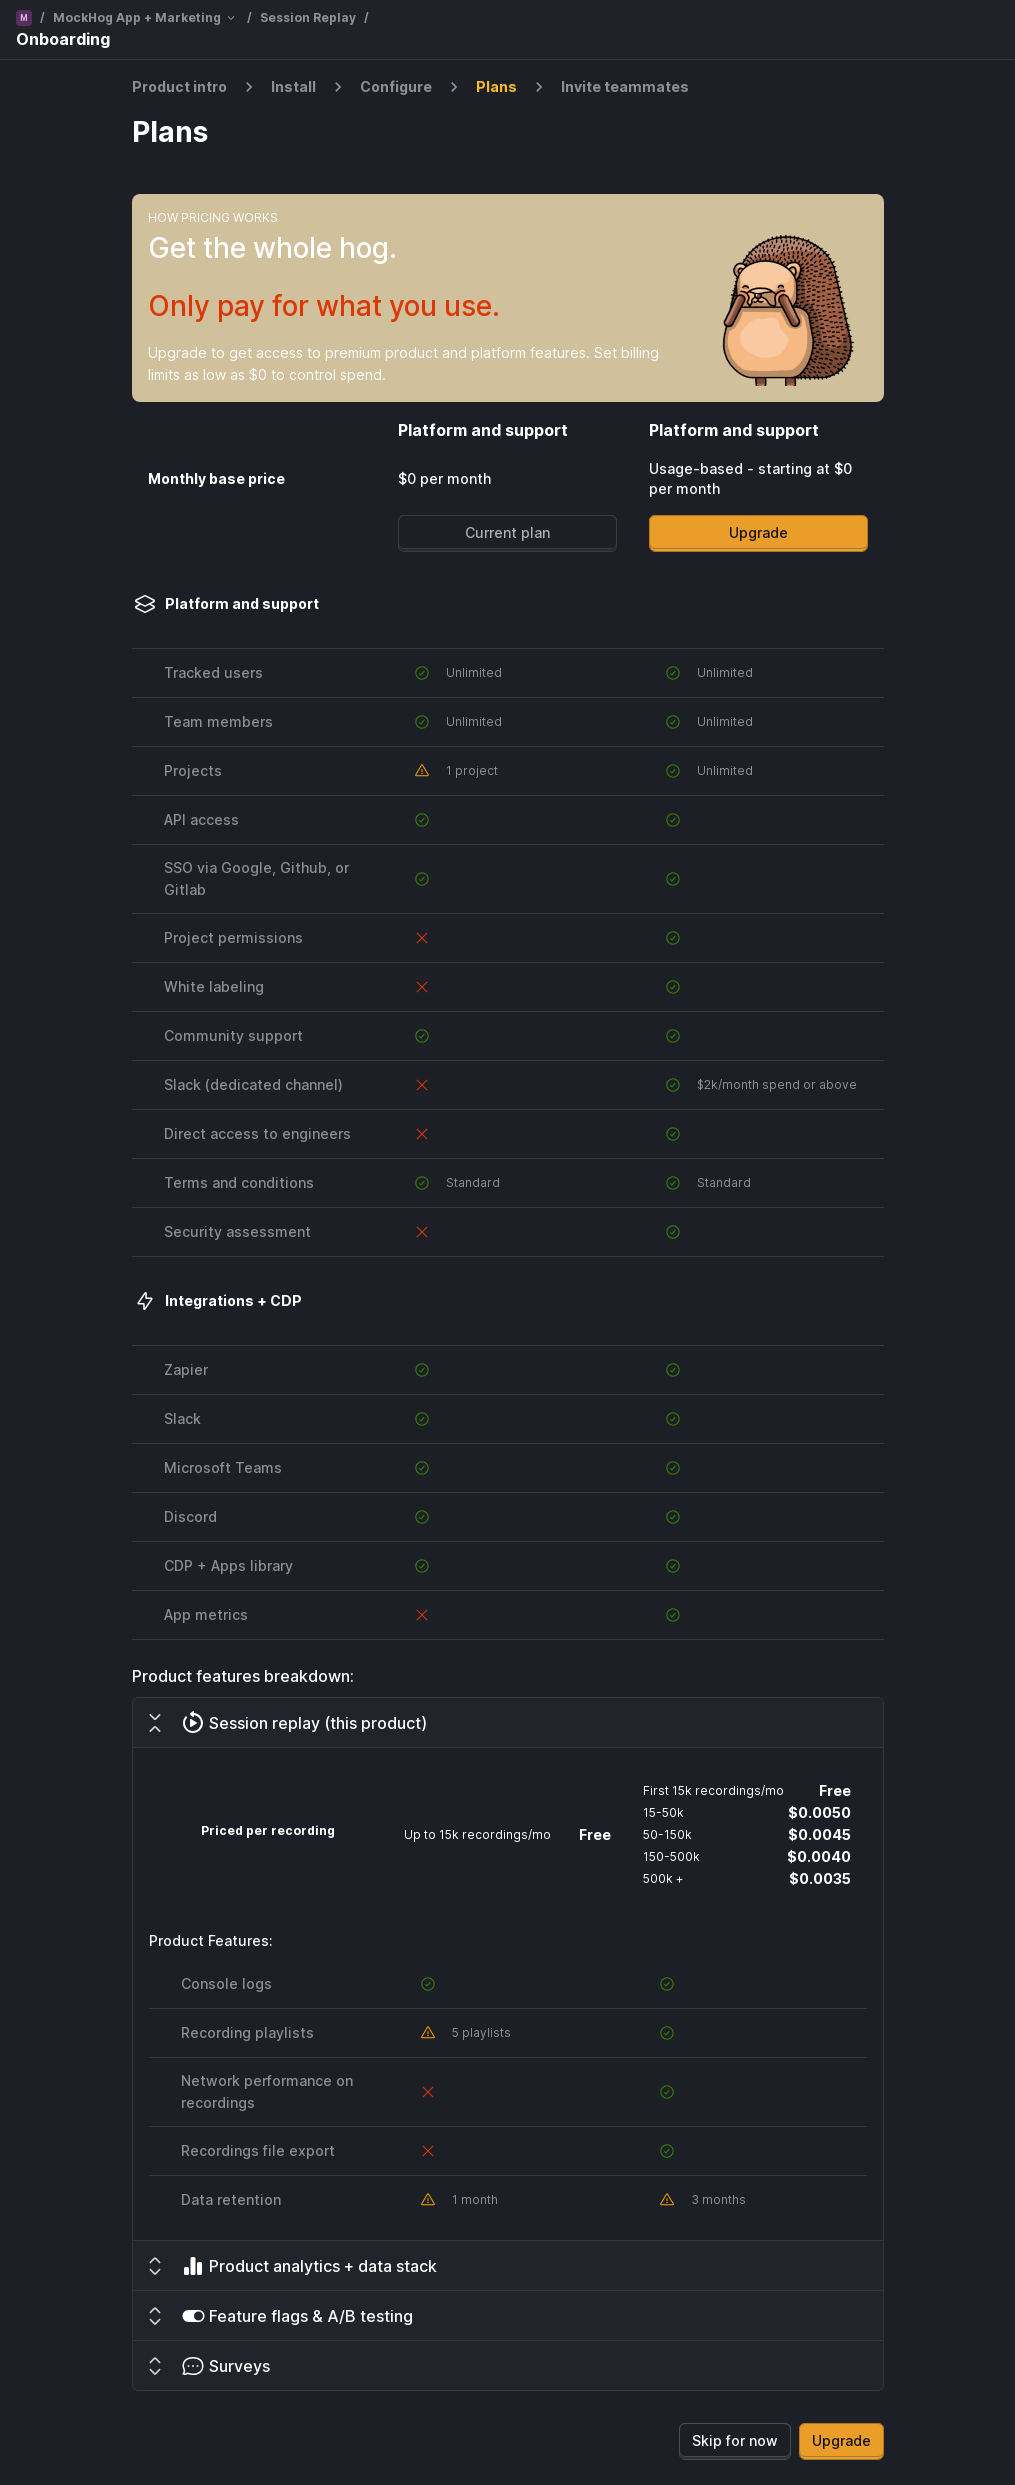 M / MockHog App + Marketing / Session Replay /
Onboarding
Product intro > Install > Configure > Plans > Invite teammates
Plans
HOW PRICING WORKS
Get the whole hog.
Only pay for what you use.
Upgrade to get access to premium product and platform features. Set billing
limits as low as $0 to control spend.
Platform and support Platform and support
Monthly base price $0 per month Usage-based - starting at $0
per month
Current plan Upgrade
Platform and support
Tracked users Unlimited Unlimited
Team members Unlimited Unlimited
Projects 1 project Unlimited
API access
SSO via Google, Github, or
Gitlab
Project permissions
White labeling
Community support
Slack (dedicated channel) $2k/month spend or above
Direct access to engineers
Terms and conditions Standard Standard
Security assessment
Integrations + CDP
Zapier
Slack
Microsoft Teams
Discord
CDP + Apps library
App metrics
Product features breakdown:
Session replay (this product)
Priced per recording
Up to 15k recordings/mo Free
First 15k recordings/mo Free
15-50k $0.0050
50-150k $0.0045
150-500k $0.0040
500k + $0.0035
Product Features:
Console logs
Recording playlists 5 playlists
Network performance on
recordings
Recordings file export
Data retention 1 month 3 months
Product analytics + data stack
Feature flags & A/B testing
Surveys
Skip for now Upgrade